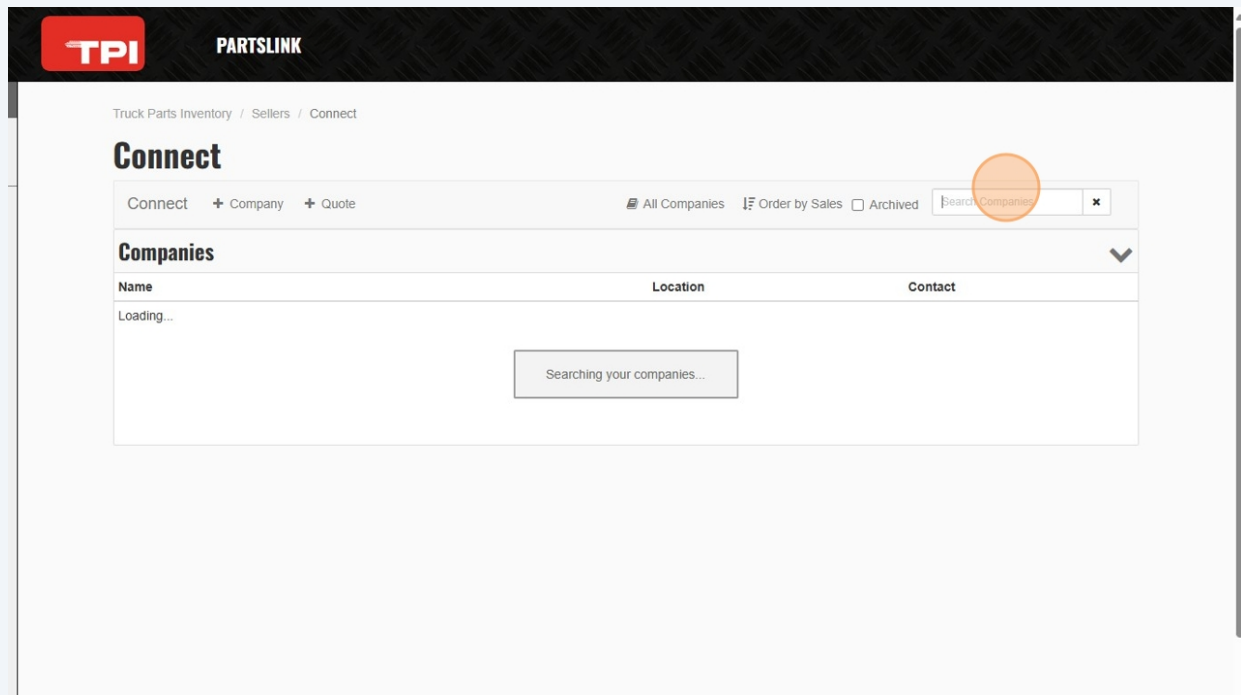 TPI PARTSLINK
Truck Parts Inventory / Sellers / Connect
Connect
Connect + Company + Quote All Companies Order by Sales Archived Search Companies ×
Companies
Name Location Contact
Loading...
Searching your companies...